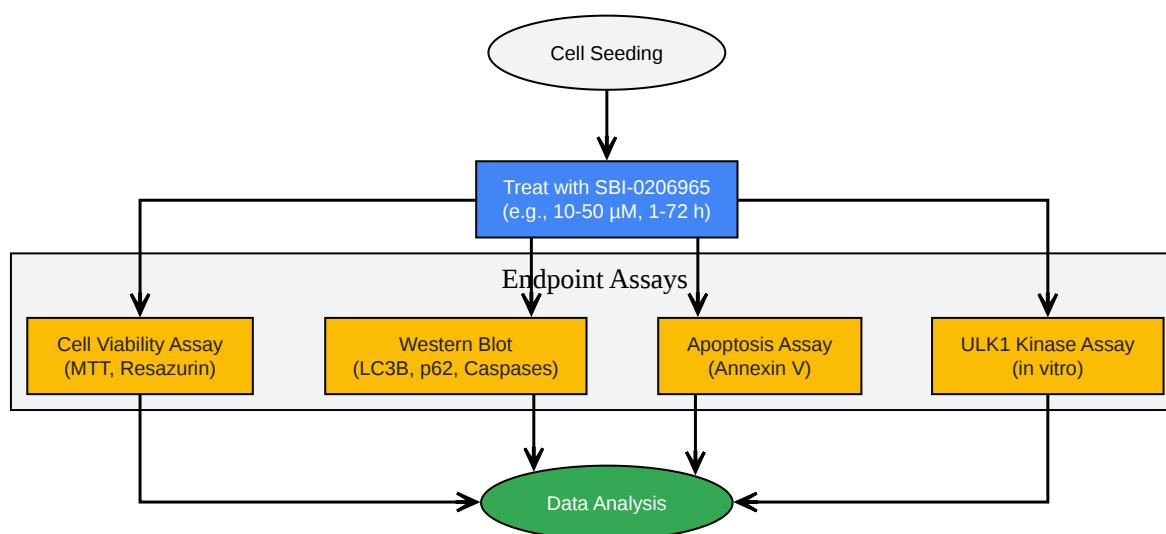 Cell Seeding
Treat with SBI-0206965
(e.g., 10-50 µM, 1-72 h)
Endpoint Assays
Cell Viability Assay
(MTT, Resazurin)
Western Blot
(LC3B, p62, Caspases)
Apoptosis Assay
(Annexin V)
ULK1 Kinase Assay
(in vitro)
Data Analysis